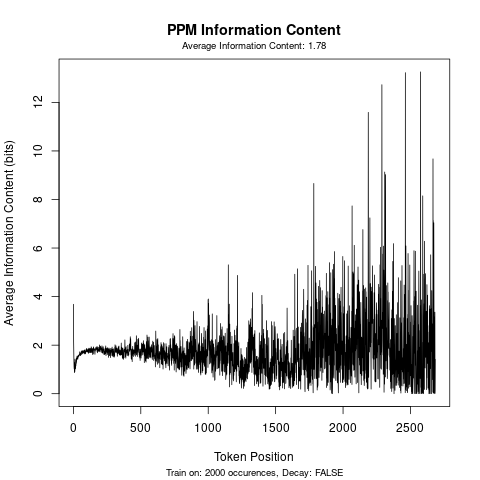 PPM Information Content
Average Information Content: 1.78
Average Information Content (bits)
12
10
8
6
4
2
0
0 500 1000 1500 2000 2500
Token Position
Train on: 2000 occurences, Decay: FALSE